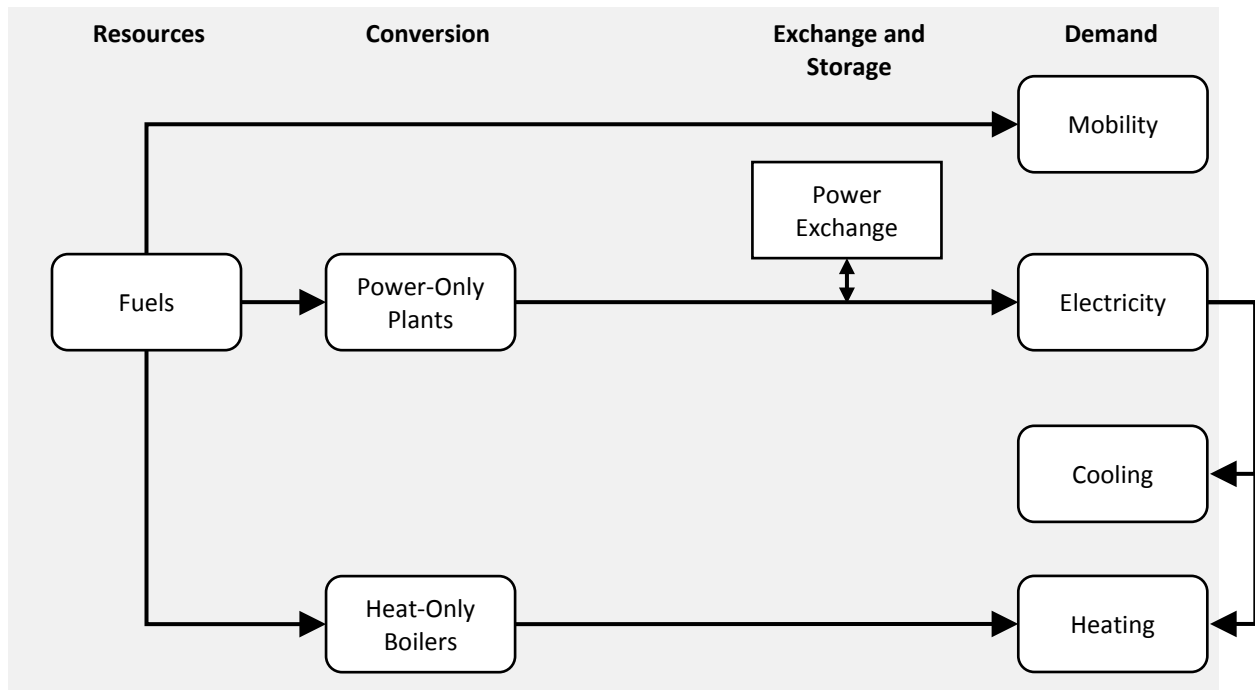 Resources
Conversion
Exchange and
Storage
Demand
Mobility
Power
Exchange
Fuels
Power-Only
Plants
Electricity
Cooling
Heat-Only
Boilers
Heating